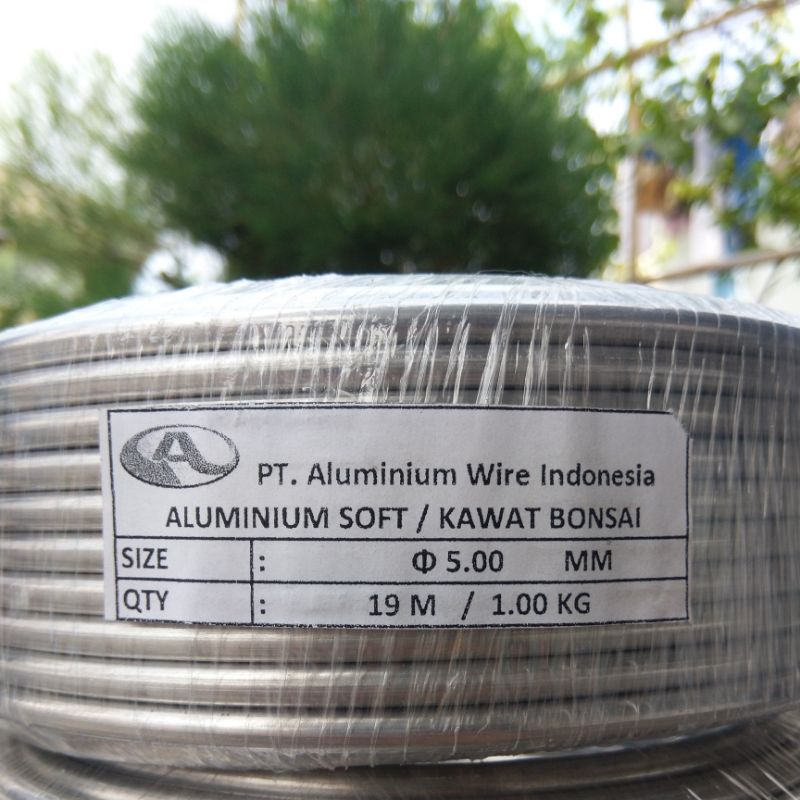 A
PT. Aluminium Wire Indonesia
ALUMINIUM SOFT / KAWAT BONSAI
SIZE : Φ 5.00 MM
QTY : 19 M / 1.00 KG